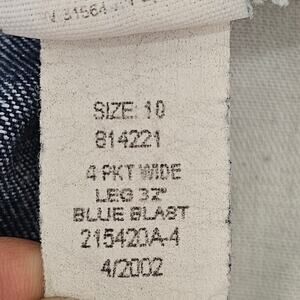 SIZE: 10
814221
4 PKT WIDE
LEG 32"
BLUE BLAST
215420A-4
4/2002